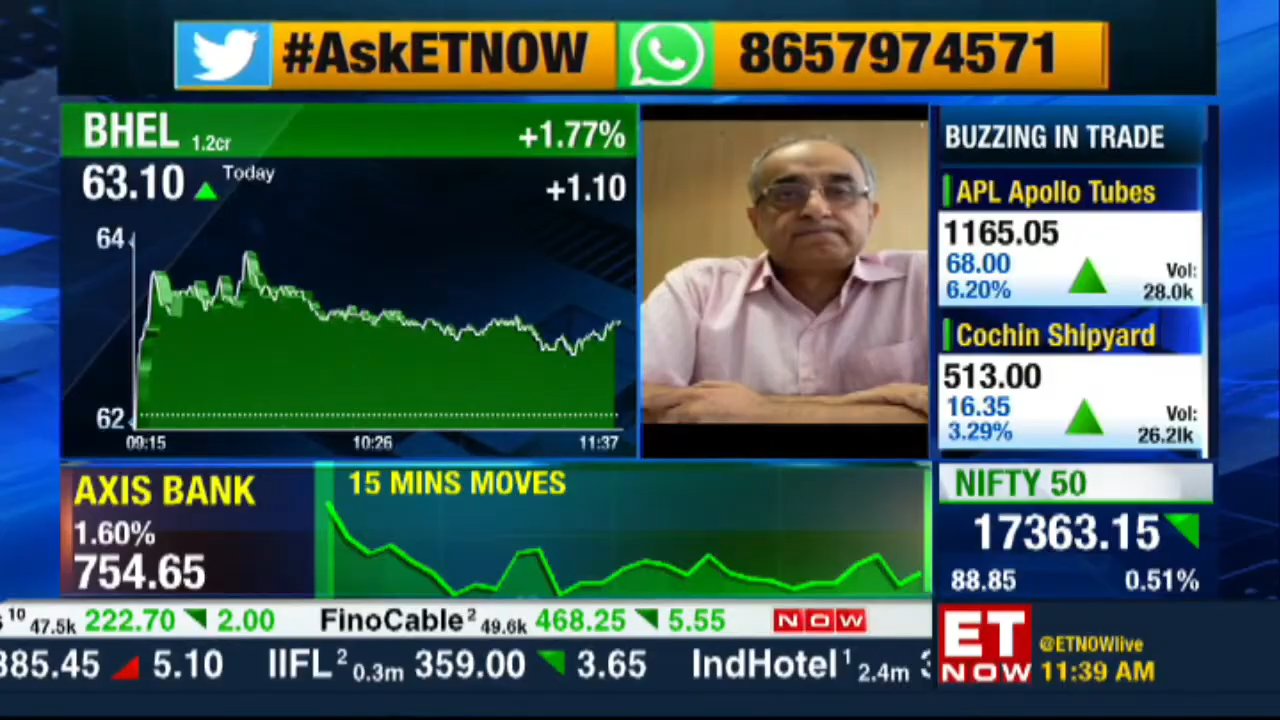 #AskETNOW 8657974571
BHEL 1.2cr +1.77%
63.10 Today +1.10
64
62
09:15 10:26 11:37
BUZZING IN TRADE
APL Apollo Tubes
1165.05
68.00 Vol:
6.20% 28.0k
Cochin Shipyard
513.00
16.35 Vol:
3.29% 26.2lk
AXIS BANK
1.60%
754.65
15 MINS MOVES
NIFTY 50
17363.15
88.85 0.51%
10 47.5k 222.70 2.00 FinoCable 2 49.6k 468.25 5.55 NOW
385.45 5.10 IIFL 2 0.3m 359.00 3.65 IndHotel 1 2.4m
ET NOW
@ETNOWlive
11:39 AM